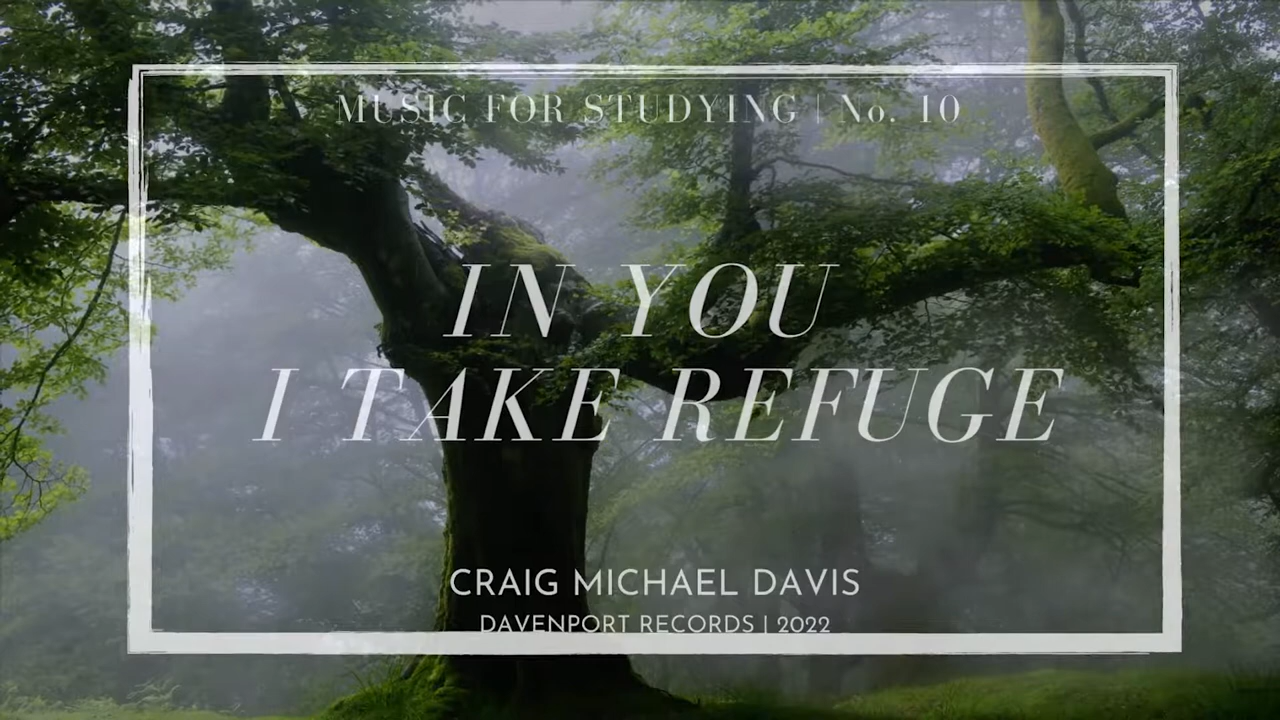 MUSIC FOR STUDYING | No. 10
IN YOU
I TAKE REFUGE
CRAIG MICHAEL DAVIS
DAVENPORT RECORDS | 2022